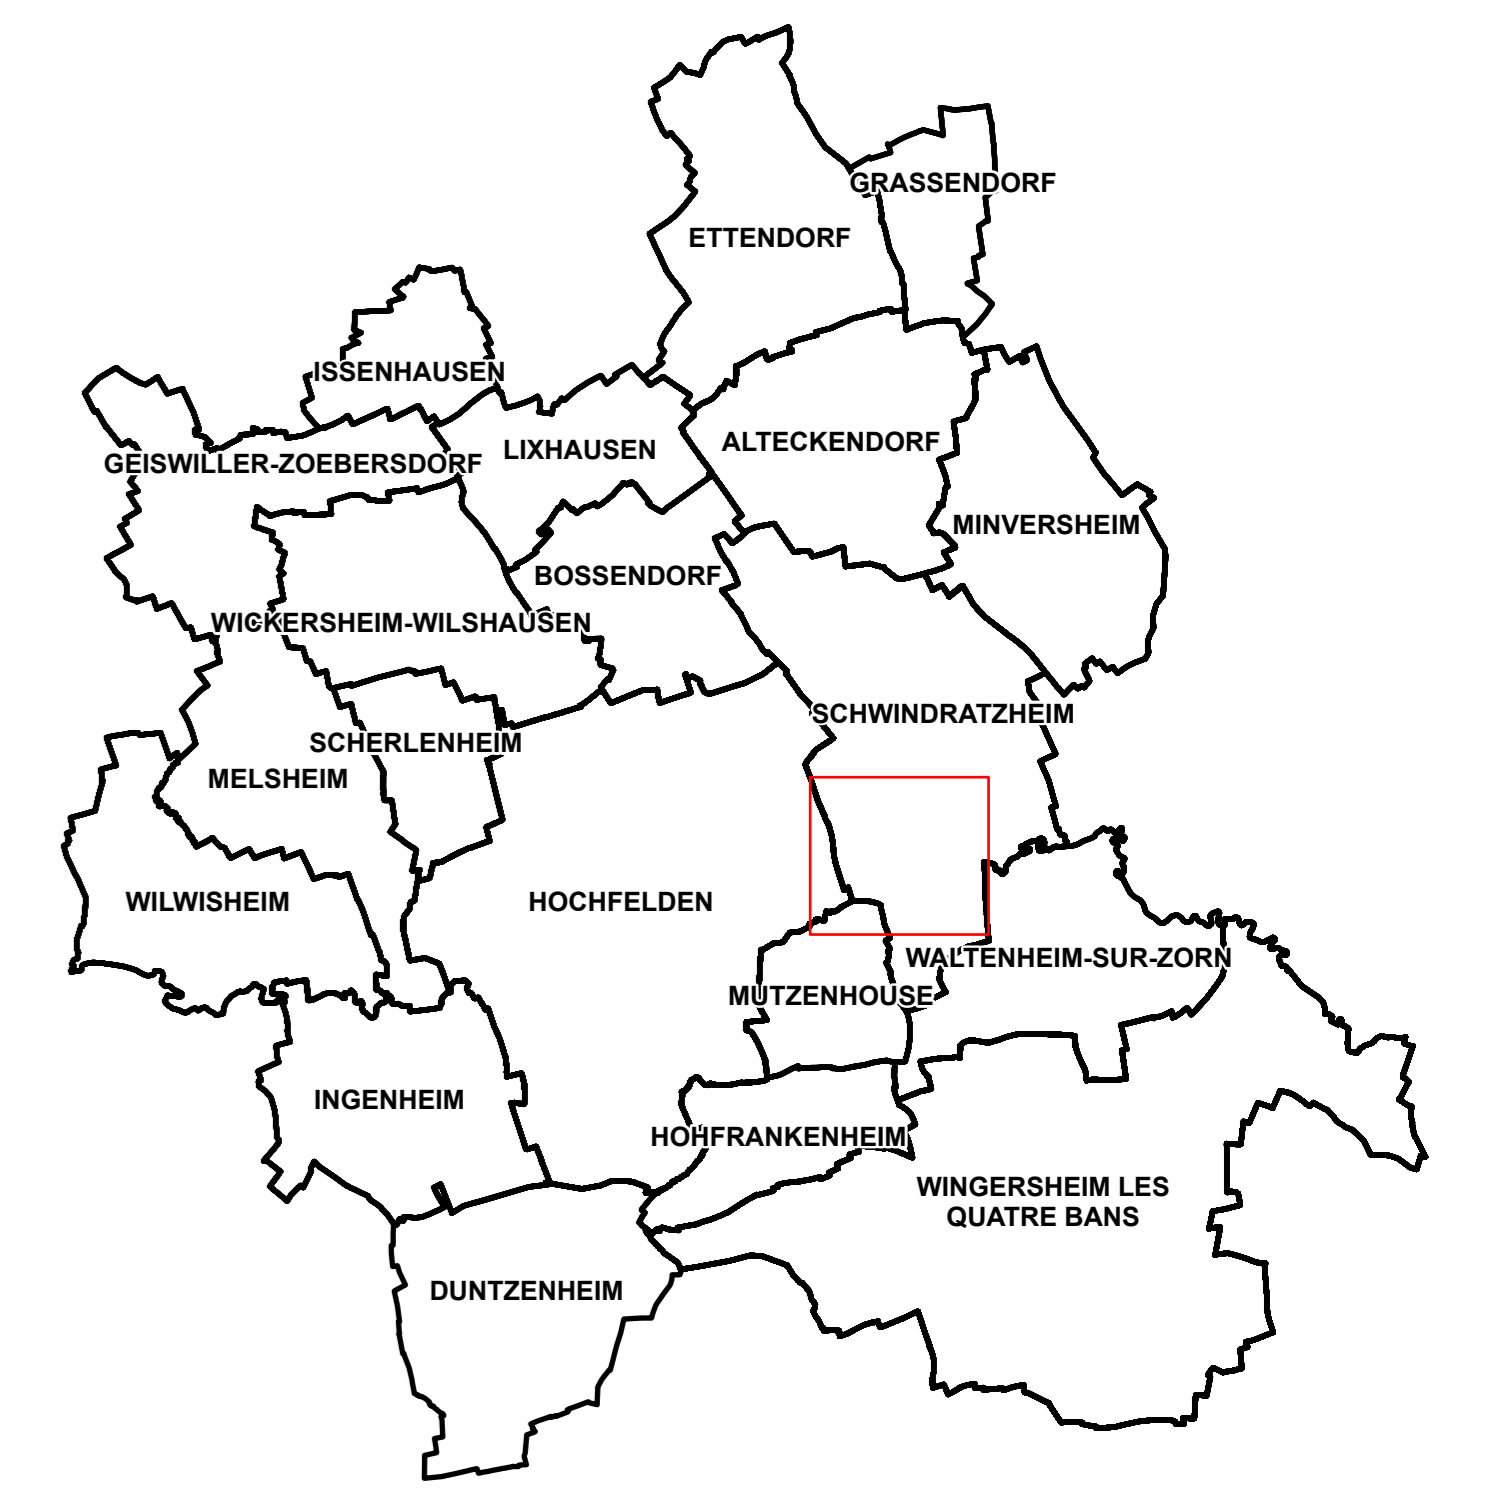 GRASSENDORF
ETTENDORF
ISSENHAUSEN
ALTECKENDORF
LIXHAUSEN
GEISWILLER-ZOEBERSDORF
MINVERSHEIM
BOSSENDORF
WICKERSHEIM-WILSHAUSEN
SCHWINDRATZHEIM
SCHERLENHEIM
MELSHEIM
WILWISHEIM
HOCHFELDEN
WALTENHEIM-SUR-ZORN
MUTZENHOUSE
INGENHEIM
HOHFRANKENHEIM
WINGERSHEIM LES
QUATRE BANS
DUNTZENHEIM